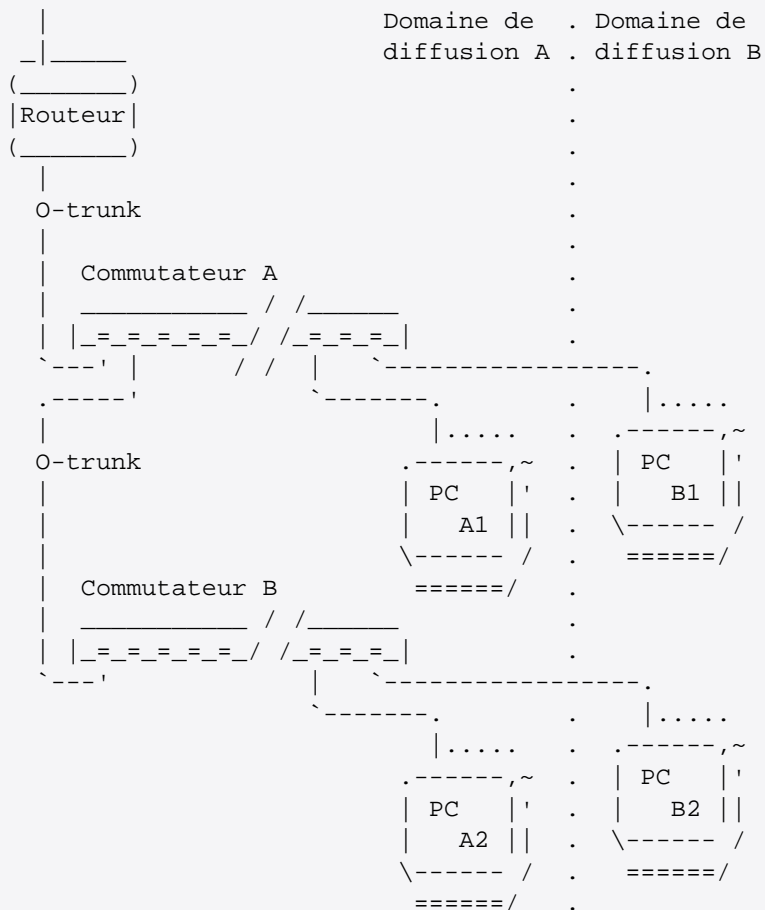 Domaine de . Domaine de
diffusion A . diffusion B
Routeur
O-trunk
Commutateur A
O-trunk
PC
B1
PC
A1
Commutateur B
PC
B2
PC
A2